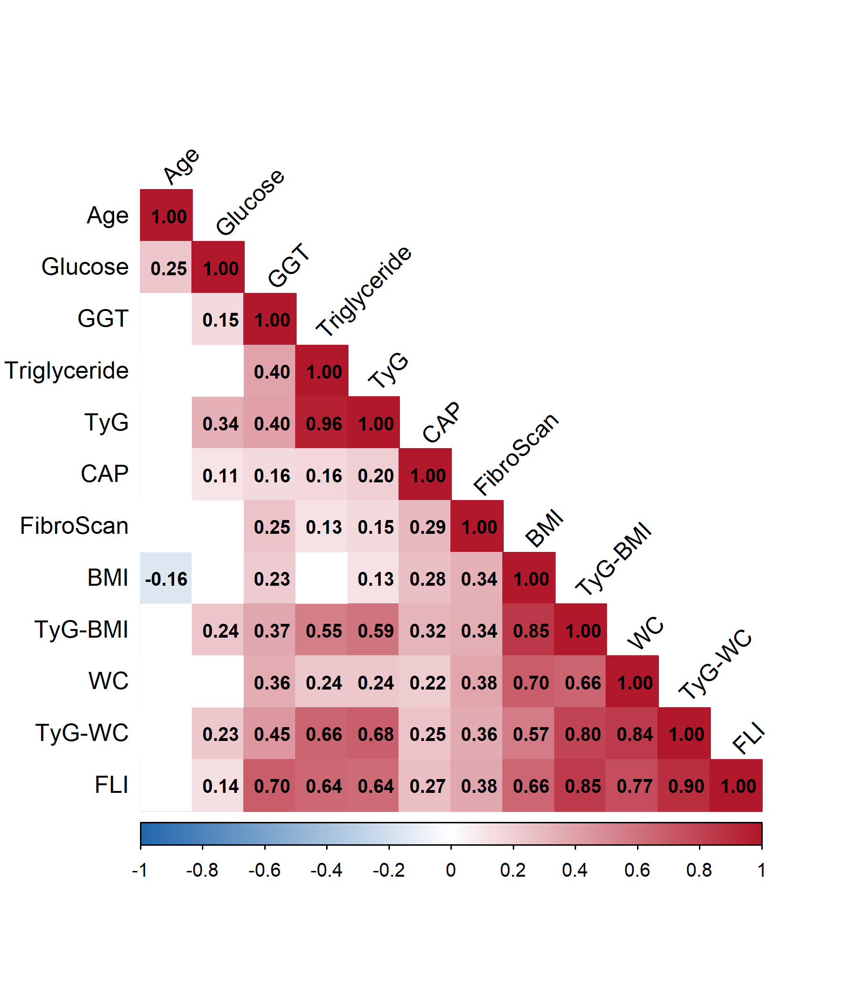 Age
Glucose
GGT
Triglyceride
TyG
CAP
FibroScan
BMI
TyG-BMI
WC
TyG-WC
FLI
Age 1.00
Glucose 0.25 1.00
GGT 0.15 1.00
Triglyceride 0.40 1.00
TyG 0.34 0.40 0.96 1.00
CAP 0.11 0.16 0.16 0.20 1.00
FibroScan 0.25 0.13 0.15 0.29 1.00
BMI -0.16 0.23 0.13 0.28 0.34 1.00
TyG-BMI 0.24 0.37 0.55 0.59 0.32 0.34 0.85 1.00
WC 0.36 0.24 0.24 0.22 0.38 0.70 0.66 1.00
TyG-WC 0.23 0.45 0.66 0.68 0.25 0.36 0.57 0.80 0.84 1.00
FLI 0.14 0.70 0.64 0.64 0.27 0.38 0.66 0.85 0.77 0.90 1.00
-1 -0.8 -0.6 -0.4 -0.2 0 0.2 0.4 0.6 0.8 1